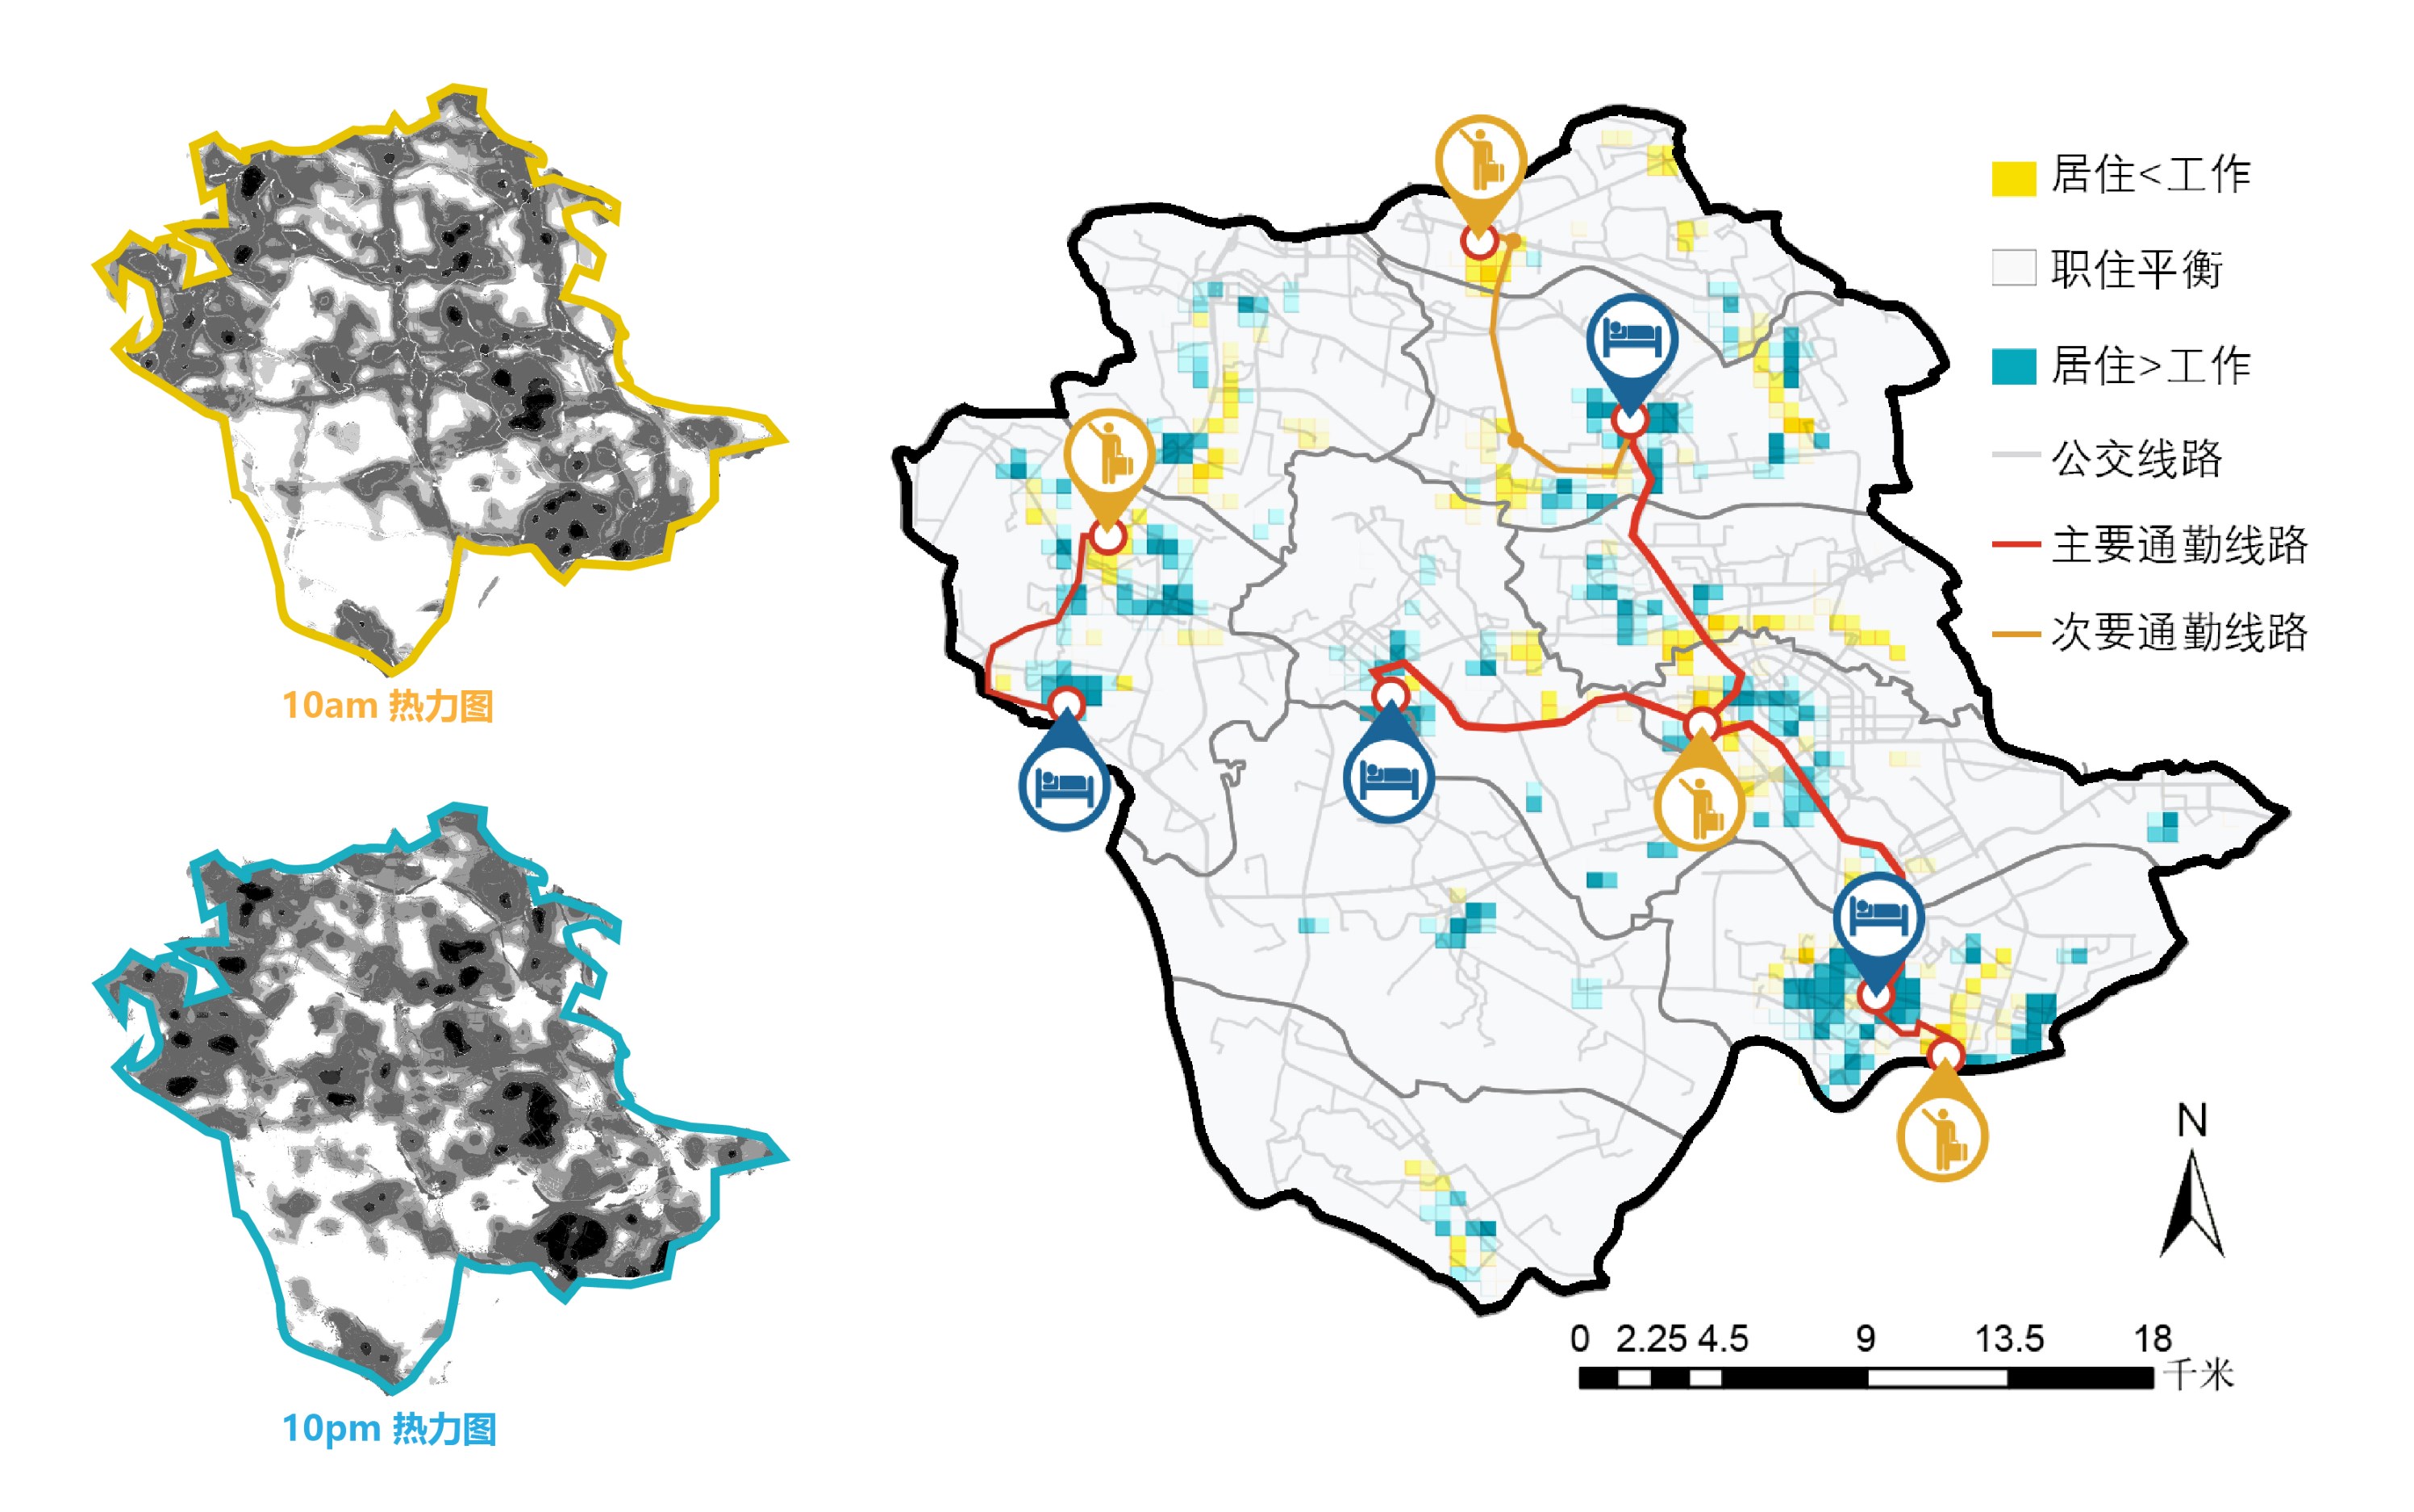 10am 热力图
10pm 热力图
居住<工作
职住平衡
居住>工作
公交线路
主要通勤线路
次要通勤线路
N
0 2.25 4.5 9 13.5 18
千米